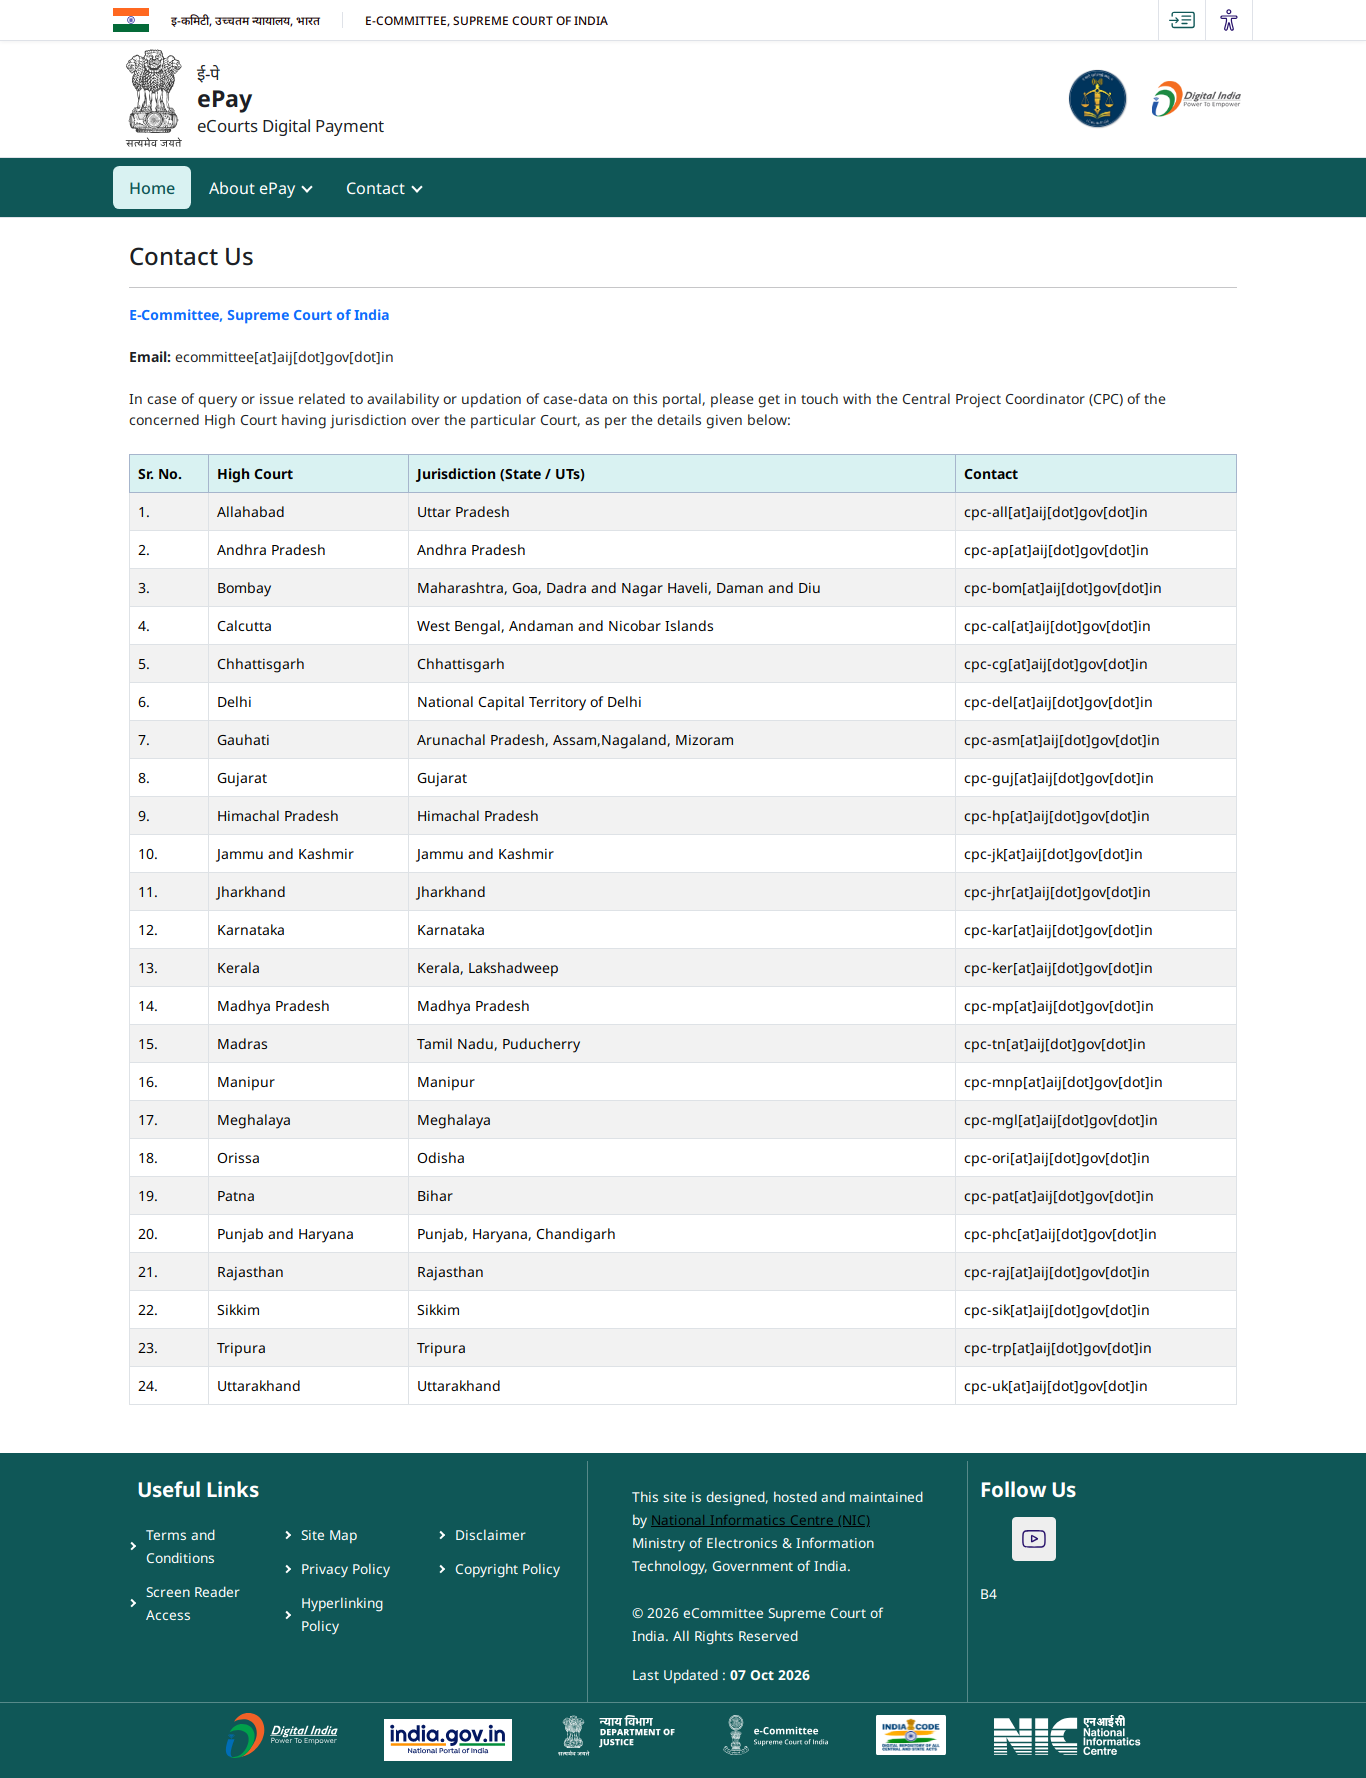 इ-कमिटी, उच्चतम न्यायालय, भारत E-COMMITTEE, SUPREME COURT OF INDIA
ई-पे
ePay
eCourts Digital Payment
सत्यमेव जयते
Digital India
Power To Empower
Home About ePay Contact
Contact Us
E-Committee, Supreme Court of India
Email: ecommittee[at]aij[dot]gov[dot]in
In case of query or issue related to availability or updation of case-data on this portal, please get in touch with the Central Project Coordinator (CPC) of the
concerned High Court having jurisdiction over the particular Court, as per the details given below:
Sr. No. High Court Jurisdiction (State / UTs) Contact
1. Allahabad Uttar Pradesh cpc-all[at]aij[dot]gov[dot]in
2. Andhra Pradesh Andhra Pradesh cpc-ap[at]aij[dot]gov[dot]in
3. Bombay Maharashtra, Goa, Dadra and Nagar Haveli, Daman and Diu cpc-bom[at]aij[dot]gov[dot]in
4. Calcutta West Bengal, Andaman and Nicobar Islands cpc-cal[at]aij[dot]gov[dot]in
5. Chhattisgarh Chhattisgarh cpc-cg[at]aij[dot]gov[dot]in
6. Delhi National Capital Territory of Delhi cpc-del[at]aij[dot]gov[dot]in
7. Gauhati Arunachal Pradesh, Assam,Nagaland, Mizoram cpc-asm[at]aij[dot]gov[dot]in
8. Gujarat Gujarat cpc-guj[at]aij[dot]gov[dot]in
9. Himachal Pradesh Himachal Pradesh cpc-hp[at]aij[dot]gov[dot]in
10. Jammu and Kashmir Jammu and Kashmir cpc-jk[at]aij[dot]gov[dot]in
11. Jharkhand Jharkhand cpc-jhr[at]aij[dot]gov[dot]in
12. Karnataka Karnataka cpc-kar[at]aij[dot]gov[dot]in
13. Kerala Kerala, Lakshadweep cpc-ker[at]aij[dot]gov[dot]in
14. Madhya Pradesh Madhya Pradesh cpc-mp[at]aij[dot]gov[dot]in
15. Madras Tamil Nadu, Puducherry cpc-tn[at]aij[dot]gov[dot]in
16. Manipur Manipur cpc-mnp[at]aij[dot]gov[dot]in
17. Meghalaya Meghalaya cpc-mgl[at]aij[dot]gov[dot]in
18. Orissa Odisha cpc-ori[at]aij[dot]gov[dot]in
19. Patna Bihar cpc-pat[at]aij[dot]gov[dot]in
20. Punjab and Haryana Punjab, Haryana, Chandigarh cpc-phc[at]aij[dot]gov[dot]in
21. Rajasthan Rajasthan cpc-raj[at]aij[dot]gov[dot]in
22. Sikkim Sikkim cpc-sik[at]aij[dot]gov[dot]in
23. Tripura Tripura cpc-trp[at]aij[dot]gov[dot]in
24. Uttarakhand Uttarakhand cpc-uk[at]aij[dot]gov[dot]in
Useful Links
Terms and
Conditions
Screen Reader
Access
Site Map
Privacy Policy
Hyperlinking
Policy
Disclaimer
Copyright Policy
This site is designed, hosted and maintained
by National Informatics Centre (NIC)
Ministry of Electronics & Information
Technology, Government of India.
© 2026 eCommittee Supreme Court of
India. All Rights Reserved
Last Updated : 07 Oct 2026
Follow Us
B4
Digital India
Power To Empower
india.gov.in
National Portal of India
सत्यमेव जयते
न्याय विभाग
DEPARTMENT OF
JUSTICE
e-Committee
Supreme Court of India
INDIA CODE
DIGITAL REPOSITORY OF ALL
CENTRAL AND STATE ACTS
NIC
एनआईसी
National
Informatics
Centre